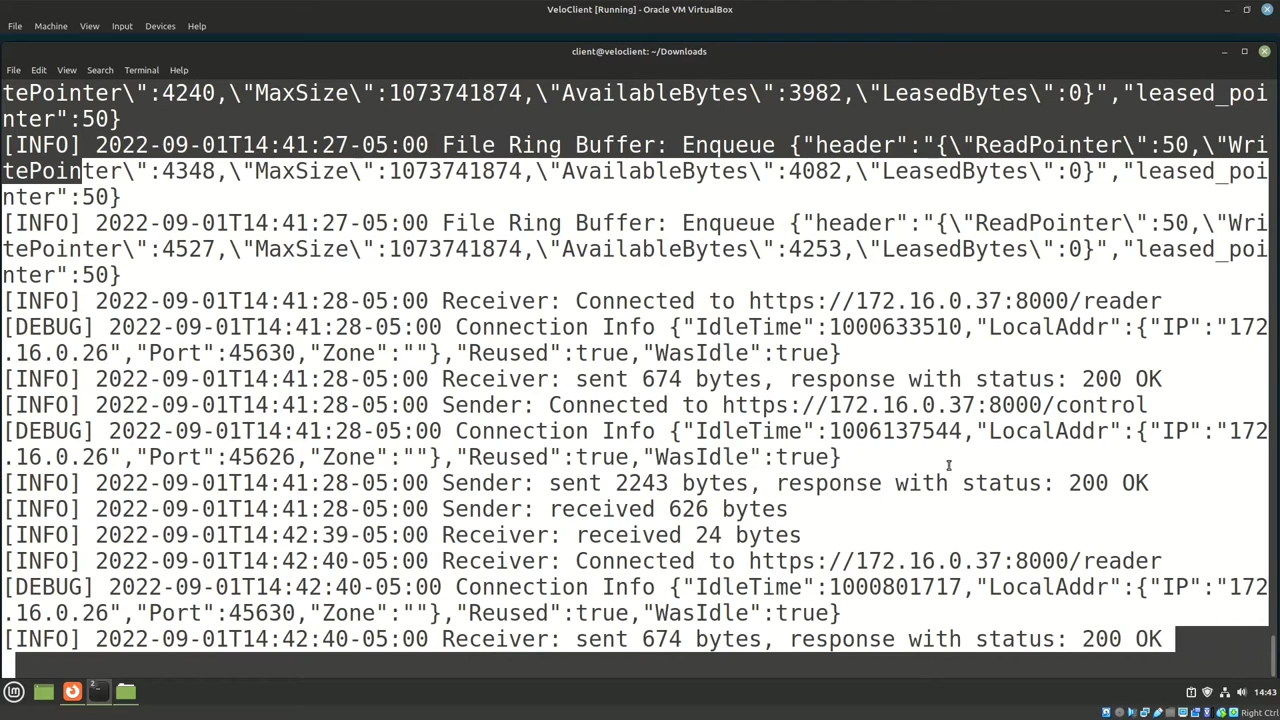 VeloClient [Running] - Oracle VM VirtualBox
File Machine View Input Devices Help
client@veloclient: ~/Downloads
File Edit View Search Terminal Help
tePointer\":4240,\"MaxSize\":1073741874,\"AvailableBytes\":3982,\"LeasedBytes\":0}","leased_poi
nter":50}
[INFO] 2022-09-01T14:41:27-05:00 File Ring Buffer: Enqueue {"header":"{\"ReadPointer\":50,\"Wri
tePointer\":4348,\"MaxSize\":1073741874,\"AvailableBytes\":4082,\"LeasedBytes\":0}","leased_poi
nter":50}
[INFO] 2022-09-01T14:41:27-05:00 File Ring Buffer: Enqueue {"header":"{\"ReadPointer\":50,\"Wri
tePointer\":4527,\"MaxSize\":1073741874,\"AvailableBytes\":4253,\"LeasedBytes\":0}","leased_poi
nter":50}
[INFO] 2022-09-01T14:41:28-05:00 Receiver: Connected to https://172.16.0.37:8000/reader
[DEBUG] 2022-09-01T14:41:28-05:00 Connection Info {"IdleTime":1000633510,"LocalAddr":{"IP":"172
.16.0.26","Port":45630,"Zone":""},"Reused":true,"WasIdle":true}
[INFO] 2022-09-01T14:41:28-05:00 Receiver: sent 674 bytes, response with status: 200 OK
[INFO] 2022-09-01T14:41:28-05:00 Sender: Connected to https://172.16.0.37:8000/control
[DEBUG] 2022-09-01T14:41:28-05:00 Connection Info {"IdleTime":1006137544,"LocalAddr":{"IP":"172
.16.0.26","Port":45626,"Zone":""},"Reused":true,"WasIdle":true}
[INFO] 2022-09-01T14:41:28-05:00 Sender: sent 2243 bytes, response with status: 200 OK
[INFO] 2022-09-01T14:41:28-05:00 Sender: received 626 bytes
[INFO] 2022-09-01T14:42:39-05:00 Receiver: received 24 bytes
[INFO] 2022-09-01T14:42:40-05:00 Receiver: Connected to https://172.16.0.37:8000/reader
[DEBUG] 2022-09-01T14:42:40-05:00 Connection Info {"IdleTime":1000801717,"LocalAddr":{"IP":"172
.16.0.26","Port":45630,"Zone":""},"Reused":true,"WasIdle":true}
[INFO] 2022-09-01T14:42:40-05:00 Receiver: sent 674 bytes, response with status: 200 OK
2
14:43
Right Ctrl